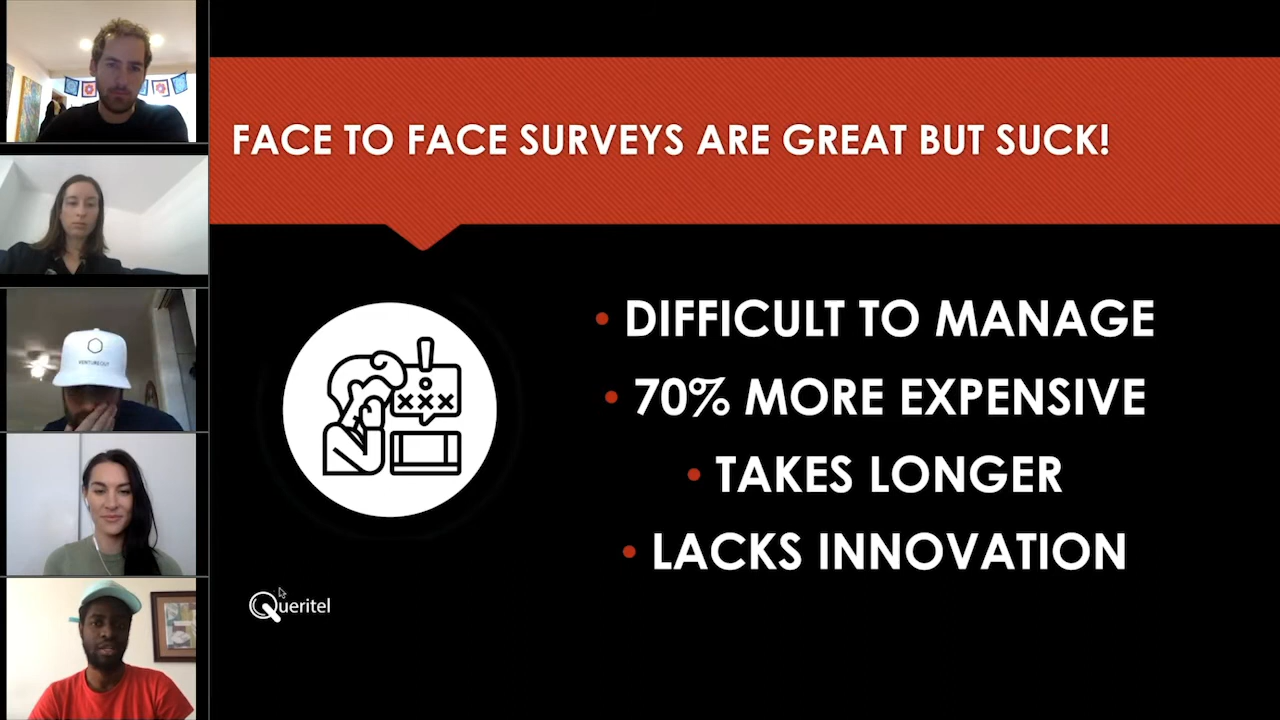 FACE TO FACE SURVEYS ARE GREAT BUT SUCK!
• DIFFICULT TO MANAGE
• 70% MORE EXPENSIVE
• TAKES LONGER
• LACKS INNOVATION
Queritel
VENTUREOUT